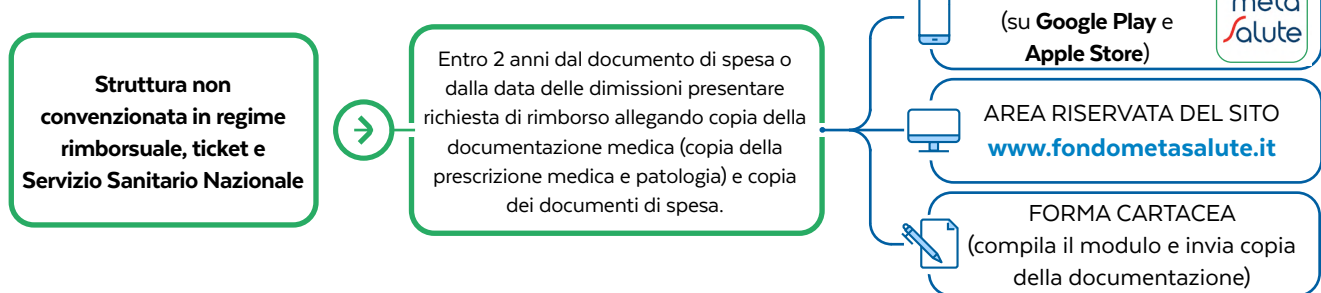 Struttura non
convenzionata in regime
rimborsuale, ticket e
Servizio Sanitario Nazionale
Entro 2 anni dal documento di spesa o
dalla data delle dimissioni presentare
richiesta di rimborso allegando copia della
documentazione medica (copia della
prescrizione medica e patologia) e copia
dei documenti di spesa.
(su Google Play e
Apple Store)
meta
Salute
AREA RISERVATA DEL SITO
www.fondometasalute.it
FORMA CARTACEA
(compila il modulo e invia copia
della documentazione)